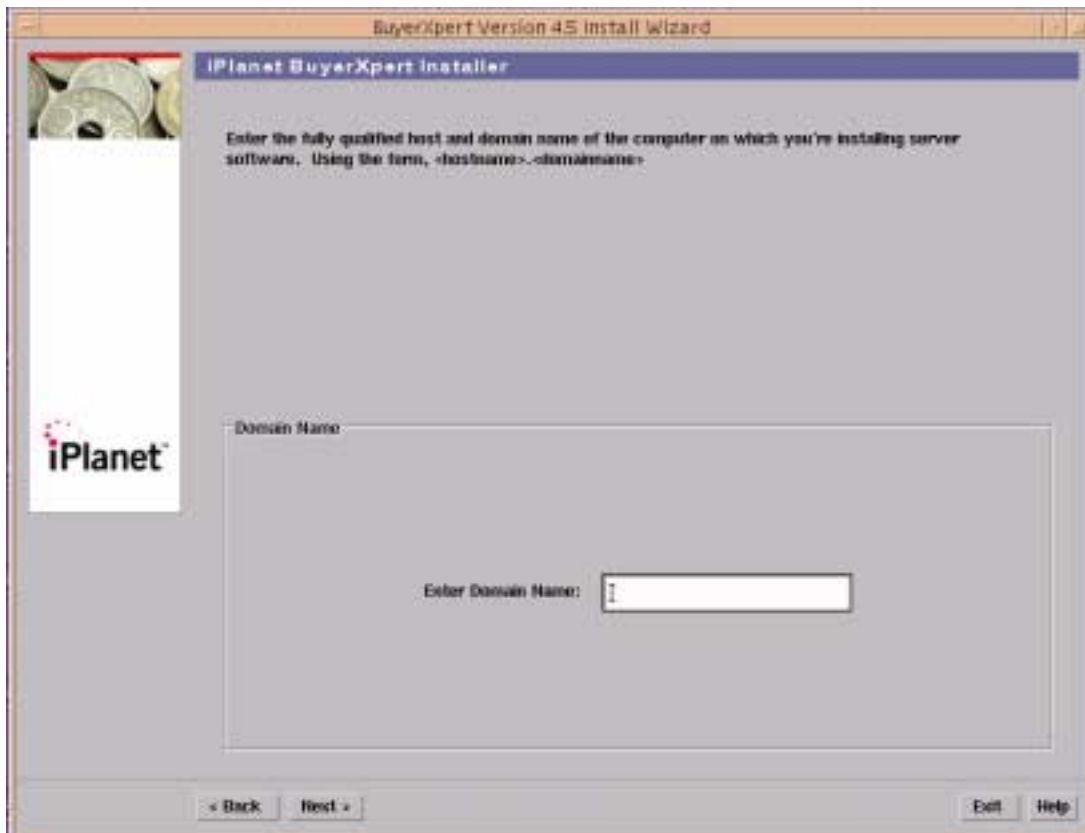 BuyerXpert Version 4.5 Install Wizard
iPlanet BuyerXpert Installer
Enter the fully qualified host and domain name of the computer on which you're installing server
software. Using the form, <hostname>.<domainname>
iPlanet™
Domain Name
Enter Domain Name:
< Back
Next >
Exit
Help